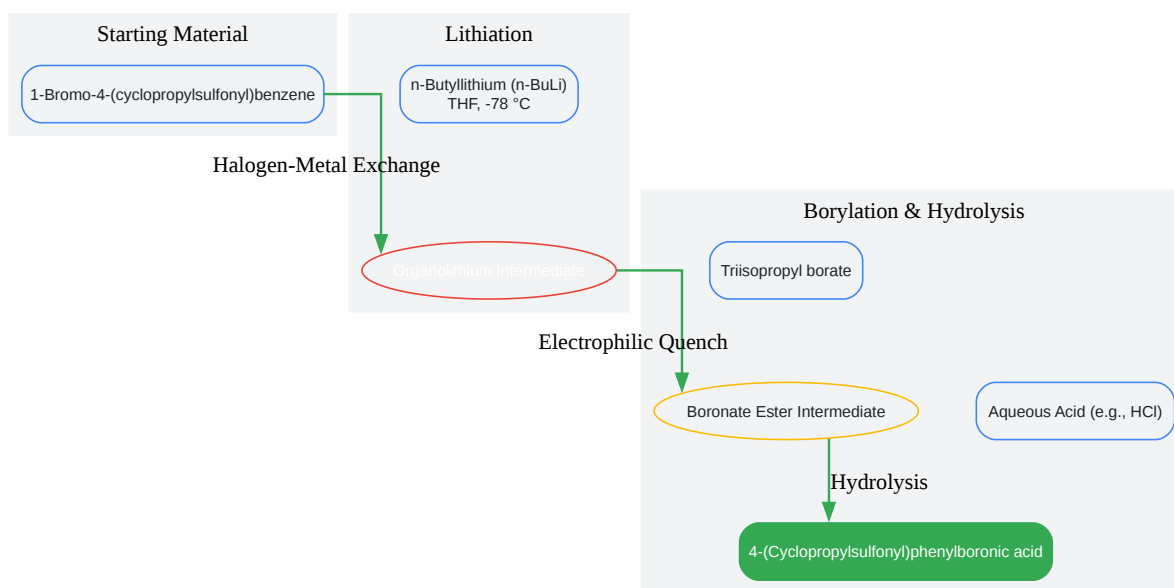 Starting Material
1-Bromo-4-(cyclopropylsulfonyl)benzene
Lithiation
n-Butyllithium (n-BuLi)
THF, -78 °C
Halogen-Metal Exchange
Organolithium Intermediate
Borylation & Hydrolysis
Triisopropyl borate
Electrophilic Quench
Boronate Ester Intermediate
Aqueous Acid (e.g., HCl)
Hydrolysis
4-(Cyclopropylsulfonyl)phenylboronic acid